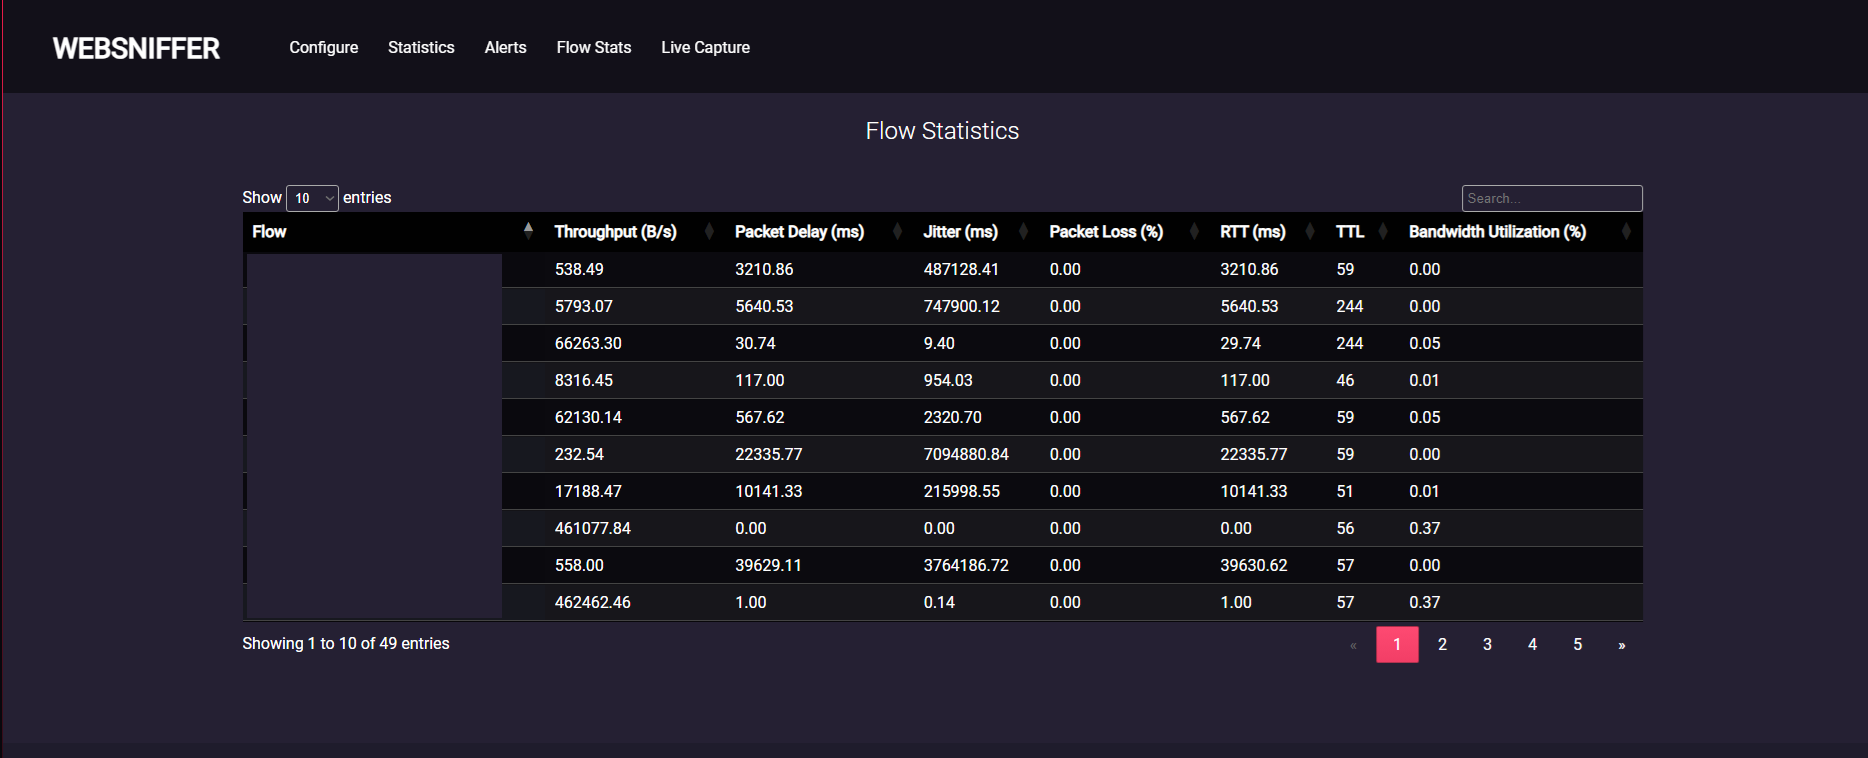 WEBSNIFFER Configure Statistics Alerts Flow Stats Live Capture
Flow Statistics
Show 10 entries Search...
Flow Throughput (B/s) Packet Delay (ms) Jitter (ms) Packet Loss (%) RTT (ms) TTL Bandwidth Utilization (%)
538.49 3210.86 487128.41 0.00 3210.86 59 0.00
5793.07 5640.53 747900.12 0.00 5640.53 244 0.00
66263.30 30.74 9.40 0.00 29.74 244 0.05
8316.45 117.00 954.03 0.00 117.00 46 0.01
62130.14 567.62 2320.70 0.00 567.62 59 0.05
232.54 22335.77 7094880.84 0.00 22335.77 59 0.00
17188.47 10141.33 215998.55 0.00 10141.33 51 0.01
461077.84 0.00 0.00 0.00 0.00 56 0.37
558.00 39629.11 3764186.72 0.00 39630.62 57 0.00
462462.46 1.00 0.14 0.00 1.00 57 0.37
Showing 1 to 10 of 49 entries « 1 2 3 4 5 »